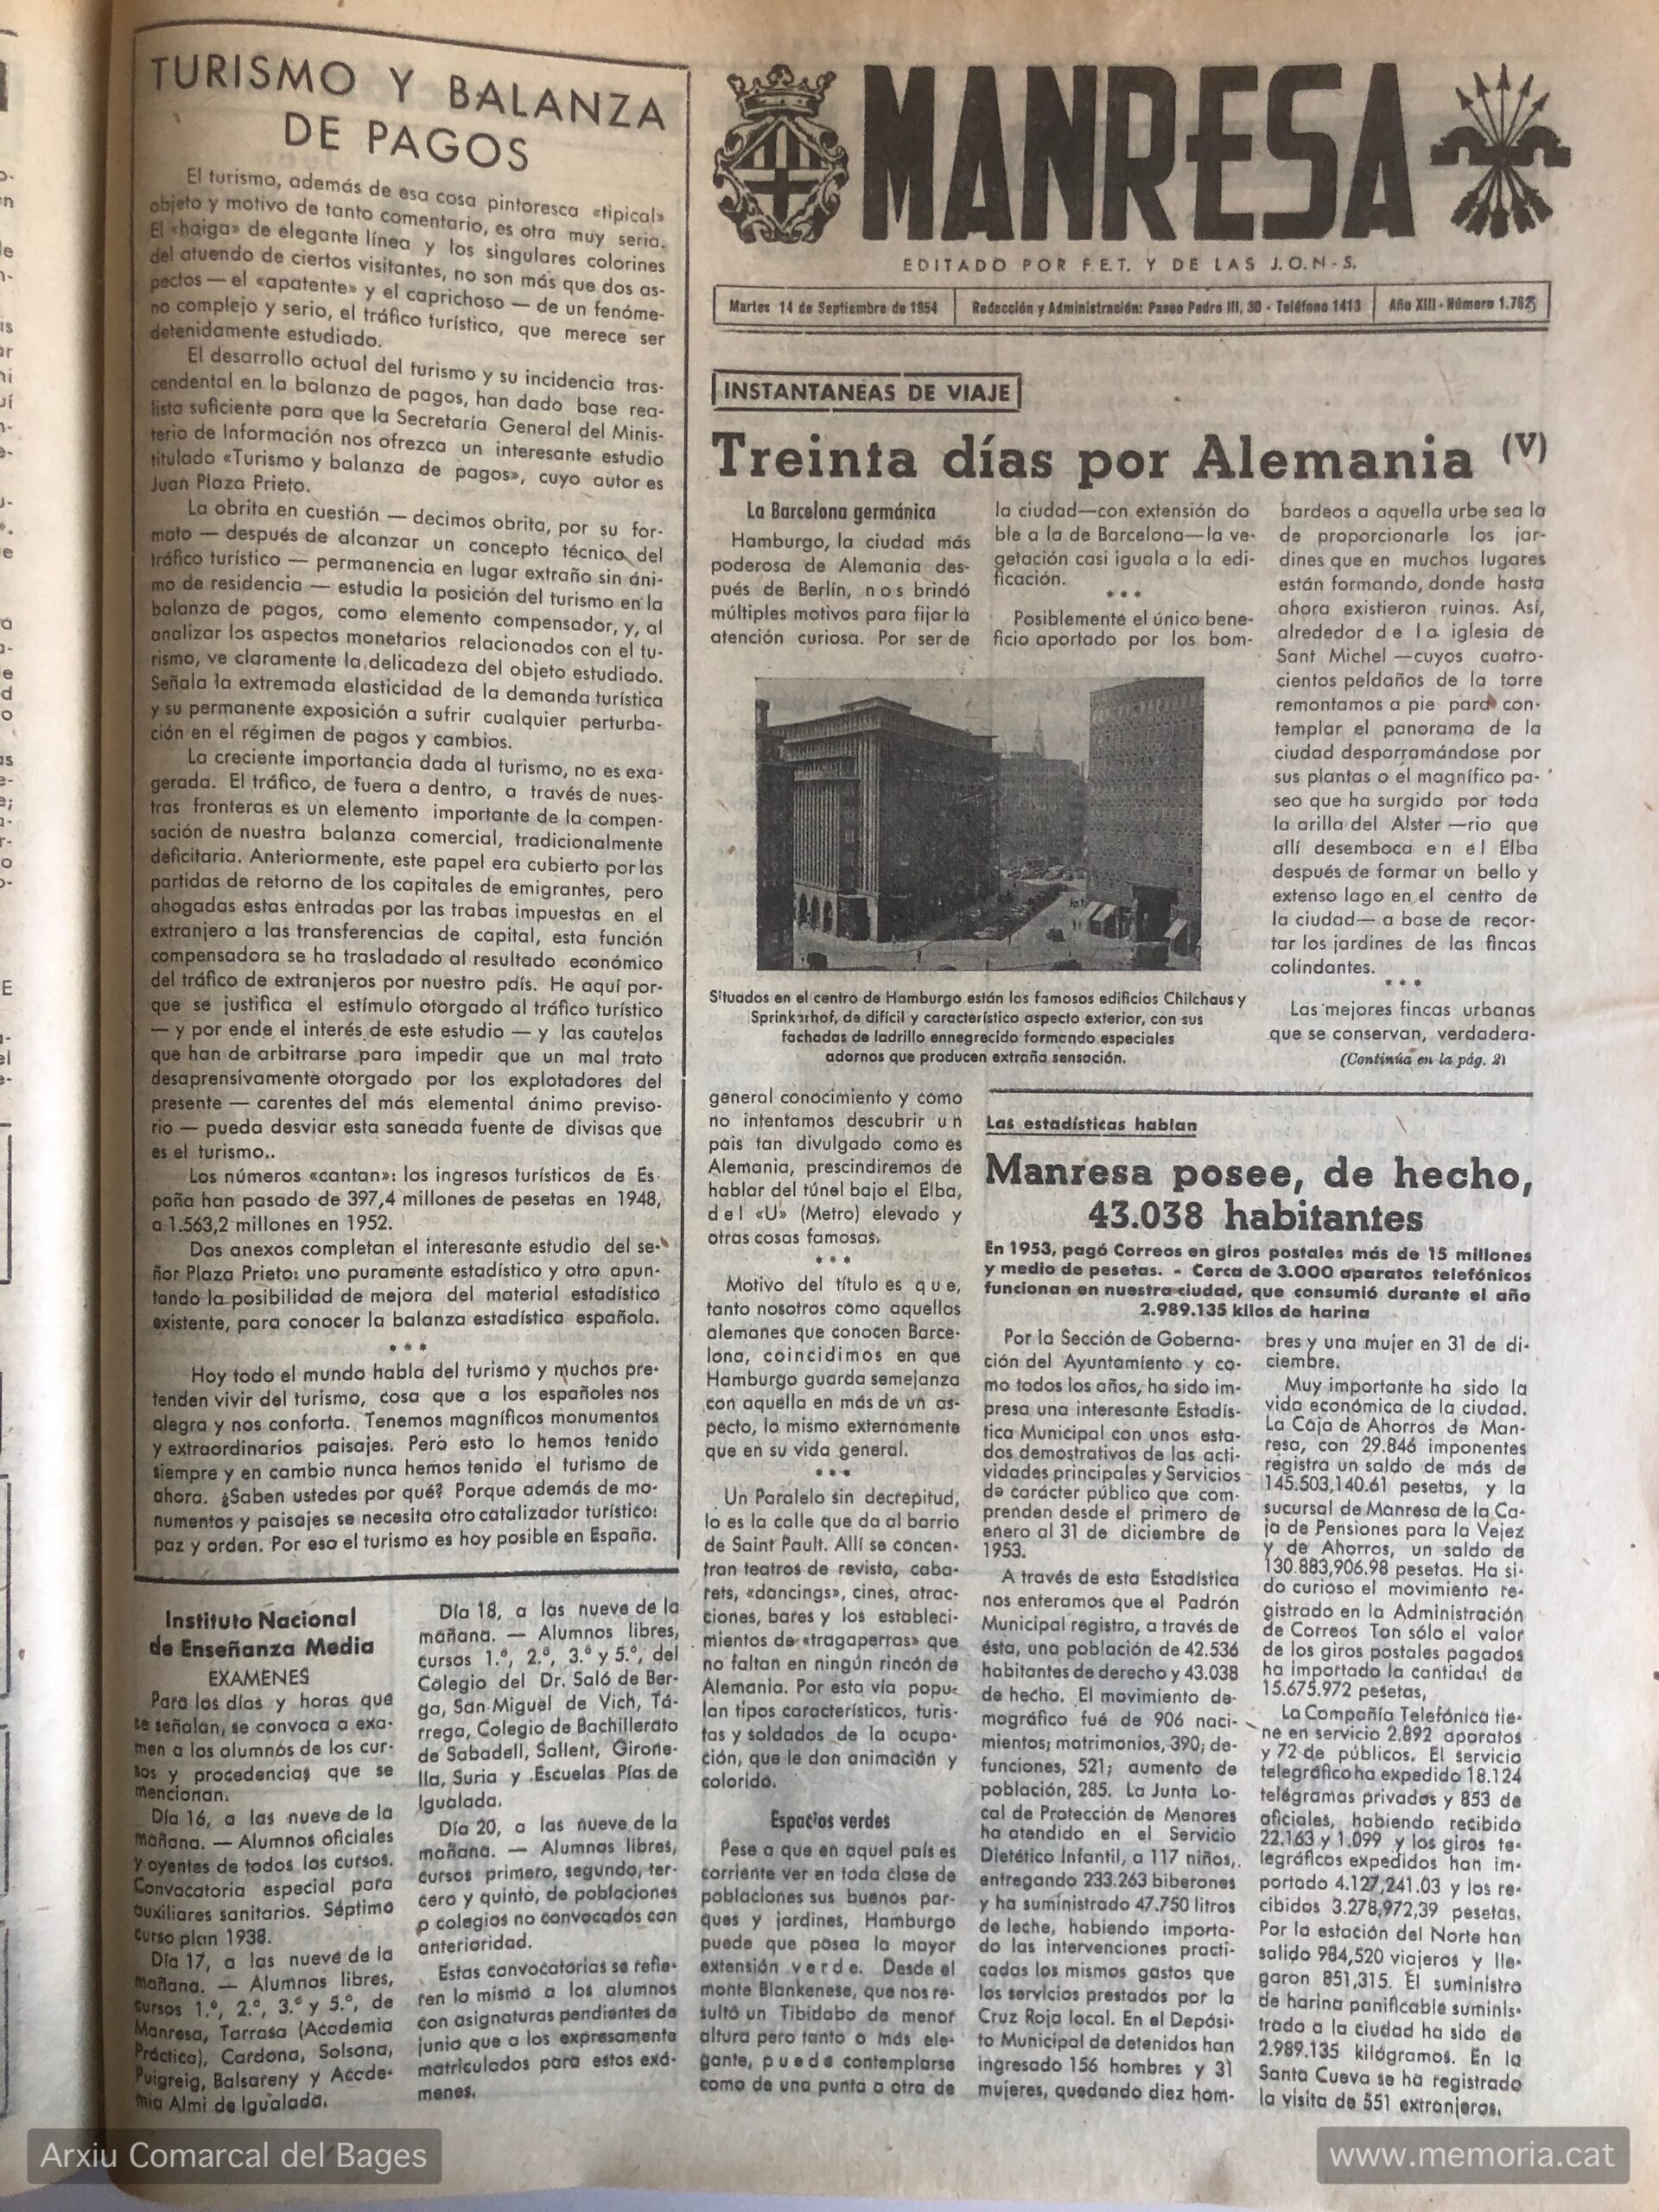 TURISMO Y BALANZA
DE PAGOS
El turismo, además de esa cosa pintoresca «tipical»
objeto y motivo de tanto comentario, es otra muy seria.
El «haiga» de elegante línea y los singulares colorines
del atuendo de ciertos visitantes, no son más que dos as-
pectos — el «apatente» y el caprichoso — de un fenóme-
no complejo y serio, el tráfico turístico, que merece ser
detenidamente estudiado.
El desarrollo actual del turismo y su incidencia tras-
cendental en la balanza de pagos, han dado base rea-
lista suficiente para que la Secretaría General del Minis-
terio de Información nos ofrezca un interesante estudio
titulado «Turismo y balanza de pagos», cuyo autor es
Juan Plaza Prieto.
La obrita en cuestión — decimos obrita, por su for-
mato — después de alcanzar un concepto técnico del
tráfico turístico — permanencia en lugar extraño sin áni-
mo de residencia — estudia la posición del turismo en la
balanza de pagos, como elemento compensador, y, al
analizar los aspectos monetarios relacionados con el tu-
rismo, ve claramente la delicadeza del objeto estudiado.
Señala la extremada elasticidad de la demanda turística
y su permanente exposición a sufrir cualquier perturba-
ción en el régimen de pagos y cambios.
La creciente importancia dada al turismo, no es exa-
gerada. El tráfico, de fuera a dentro, a través de nues-
tras fronteras es un elemento importante de la compen-
sación de nuestra balanza comercial, tradicionalmente
deficitaria. Anteriormente, este papel era cubierto por las
partidas de retorno de los capitales de emigrantes, pero
ahogadas estas entradas por las trabas impuestas en el
extranjero a las transferencias de capital, esta función
compensadora se ha trasladado al resultado económico
del tráfico de extranjeros por nuestro pdís. He aquí por-
que se justifica el estímulo otorgado al tráfico turístico
— y por ende el interés de este estudio — y las cautelas
que han de arbitrarse para impedir que un mal trato
desaprensivamente otorgado por los explotadores del
presente — carentes del más elemental ánimo previso-
rio — pueda desviar esta saneada fuente de divisas que
es el turismo..
Los números «cantan»: los ingresos turísticos de Es-
paña han pasado de 397,4 millones de pesetas en 1948,
a 1.563,2 millones en 1952.
Dos anexos completan el interesante estudio del se-
ñor Plaza Prieto: uno puramente estadístico y otro apun-
tando la posibilidad de mejora del material estadístico
existente, para conocer la balanza estadística española.
* * *
Hoy todo el mundo habla del turismo y muchos pre-
tenden vivir del turismo, cosa que a los españoles nos
alegra y nos conforta. Tenemos magníficos monumentos
y extraordinarios paisajes. Pero esto lo hemos tenido
siempre y en cambio nunca hemos tenido el turismo de
ahora. ¿Saben ustedes por qué? Porque además de mo-
numentos y paisajes se necesita otro catalizador turístico:
paz y orden. Por eso el turismo es hoy posible en España.
Instituto Nacional
de Enseñanza Media
EXAMENES
Para los días y horas que
se señalan, se convoca a exa-
men a los alumnos de los cur-
sos y procedencias que se
mencionan.
Día 16, a las nueve de la
mañana. — Alumnos oficiales
y oyentes de todos los cursos.
Convocatoria especial para
auxiliares sanitarios. Séptimo
curso plan 1938.
Día 17, a las nueve de la
mañana. — Alumnos libres,
cursos 1.º, 2.º, 3.º y 5.º, de
Manresa, Tarrasa (Academia
Práctica), Cardona, Solsona,
Puigreig, Balsareny y Acade-
mia Almi de Igualada.
Día 18, a las nueve de la
mañana. — Alumnos libres,
cursos 1.º, 2.º, 3.º y 5.º, del
Colegio del Dr. Saló de Ber-
ga, San Miguel de Vich, Tá-
rrega, Colegio de Bachillerato
de Sabadell, Sallent, Girone-
lla, Suria y Escuelas Pías de
Igualada.
Día 20, a las nueve de la
mañana. — Alumnos libres,
cursos primero, segundo, ter-
cero y quinto, de poblaciones
o colegios no convocados con
anterioridad.
Estas convocatorias se refie-
ren lo mismo a los alumnos
con asignaturas pendientes de
junio que a los expresamente
matriculados para estos exá-
menes.
MANRESA
EDITADO POR F.E.T. Y DE LAS J.O.N-S.
Martes 14 de Septiembre de 1954
Redacción y Administración: Paseo Pedro III, 30 - Teléfono 1413
Año XIII - Número 1.765
INSTANTANEAS DE VIAJE
Treinta días por Alemania (V)
La Barcelona germánica
Hamburgo, la ciudad más
poderosa de Alemania des-
pués de Berlín, nos brindó
múltiples motivos para fijar la
atención curiosa. Por ser de
general conocimiento y como
no intentamos descubrir un
país tan divulgado como es
Alemania, prescindiremos de
hablar del túnel bajo el Elba,
del «U» (Metro) elevado y
otras cosas famosas.
* * *
Motivo del título es que,
tanto nosotros como aquellos
alemanes que conocen Barce-
lona, coincidimos en que
Hamburgo guarda semejanza
con aquella en más de un as-
pecto, lo mismo externamente
que en su vida general.
* * *
Un Paralelo sin decrepitud,
lo es la calle que da al barrio
de Saint Pault. Allí se concen-
tran teatros de revista, caba-
rets, «dancings», cines, atrac-
ciones, bares y los estableci-
mientos de «tragaperras» que
no faltan en ningún rincón de
Alemania. Por esta vía popu-
lan tipos característicos, turis-
tas y soldados de la ocupa-
ción, que le dan animación y
colorido.
Espacios verdes
Pese a que en aquel país es
corriente ver en toda clase de
poblaciones sus buenos par-
ques y jardines, Hamburgo
puede que posea la mayor
extensión verde. Desde el
monte Blankenese, que nos re-
sultó un Tibidabo de menor
altura pero tanto o más ele-
gante, puede contemplarse
como de una punta a otra de
la ciudad—con extensión do
ble a la de Barcelona—la ve-
getación casi iguala a la edi-
ficación.
* * *
Posiblemente el único bene-
ficio aportado por los bom-
bardeos a aquella urbe sea la
de proporcionarle los jar-
dines que en muchos lugares
están formando, donde hasta
ahora existieron ruinas. Así,
alrededor de la iglesia de
Sant Michel —cuyos cuatro-
cientos peldaños de la torre
remontamos a pie para con-
templar el panorama de la
ciudad desporramándose por
sus plantas o el magnífico pa-
seo que ha surgido por toda
la arilla del Alster —rio que
allí desemboca en el Elba
después de formar un bello y
extenso lago en el centro de
la ciudad— a base de recor-
tar los jardines de las fincas
colindantes.
* * *
Las mejores fincas urbanas
que se conservan, verdadera-
(Continúa en la pág. 2)
Situados en el centro de Hamburgo están los famosos edificios Chilchaus y
Sprinkarhof, de difícil y característico aspecto exterior, con sus
fachadas de ladrillo ennegrecido formando especiales
adornos que producen extraña sensación.
Las estadísticas hablan
Manresa posee, de hecho,
43.038 habitantes
En 1953, pagó Correos en giros postales más de 15 millones
y medio de pesetas. - Cerca de 3.000 aparatos telefónicos
funcionan en nuestra ciudad, que consumió durante el año
2.989.135 kilos de harina
Por la Sección de Goberna-
ción del Ayuntamiento y co-
mo todos los años, ha sido im-
presa una interesante Estadís-
tica Municipal con unos esta-
dos demostrativos de las acti-
vidades principales y Servicios
de carácter público que com-
prenden desde el primero de
enero al 31 de diciembre de
1953.
A través de esta Estadística
nos enteramos que el Padrón
Municipal registra, a través de
ésta, una población de 42.536
habitantes de derecho y 43.038
de hecho. El movimiento de-
mográfico fué de 906 naci-
mientos; matrimonios, 390; de-
funciones, 521; aumento de
población, 285. La Junta Lo-
cal de Protección de Menores
ha atendido en el Servicio
Dietético Infantil, a 117 niños,
entregando 233.263 biberones
y ha suministrado 47.750 litros
de leche, habiendo importa-
do las intervenciones practi-
cadas los mismos gastos que
los servicios prestados por la
Cruz Roja local. En el Depósi-
to Municipal de detenidos han
ingresado 156 hombres y 31
mujeres, quedando diez hom-
bres y una mujer en 31 de di-
ciembre.
Muy importante ha sido la
vida económica de la ciudad.
La Caja de Ahorros de Man-
resa, con 29.846 imponentes
registra un saldo de más de
145.503,140.61 pesetas, y la
sucursal de Manresa de la Ca-
ja de Pensiones para la Vejez
y de Ahorros, un saldo de
130.883,906.98 pesetas. Ha si-
do curioso el movimiento re-
gistrado en la Administración
de Correos Tan sólo el valor
de los giros postales pagados
ha importado la cantidad de
15.675.972 pesetas,
La Compañía Telefónica tie-
ne en servicio 2.892 aparatos
y 72 de públicos. El servicio
telegráfico ha expedido 18.124
telégramas privados y 853 de
oficiales, habiendo recibido
22.163 y 1.099 y los giros te-
legráficos expedidos han im-
portado 4.127,241.03 y los re-
cibidos 3.278,972,39 pesetas.
Por la estación del Norte han
salido 984,520 viajeros y lle-
garon 851,315. El suministro
de harina panificable suminis-
trado a la ciudad ha sido de
2.989.135 kilógramos. En la
Santa Cueva se ha registrado
la visita de 551 extranjeros.
Arxiu Comarcal del Bages
www.memoria.cat